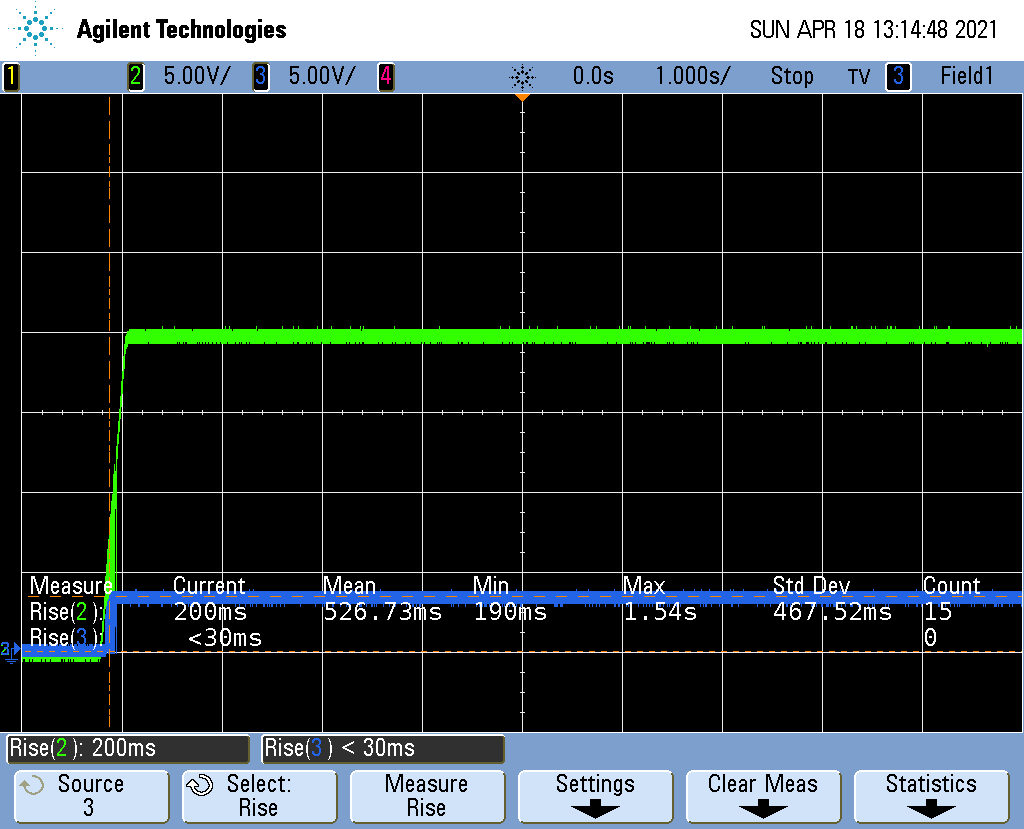 Agilent Technologies
SUN APR 18 13:14:48 2021
1 2 5.00V/ 3 5.00V/ 4 0.0s 1.000s/ Stop TV 3 Field1
Measure Current Mean Min Max Std Dev Count
Rise(2): 200ms 526.73ms 190ms 1.54s 467.52ms 15
Rise(3): <30ms 0
2
Rise(2): 200ms Rise(3) < 30ms
Source Select: Measure Settings Clear Meas Statistics
3 Rise Rise